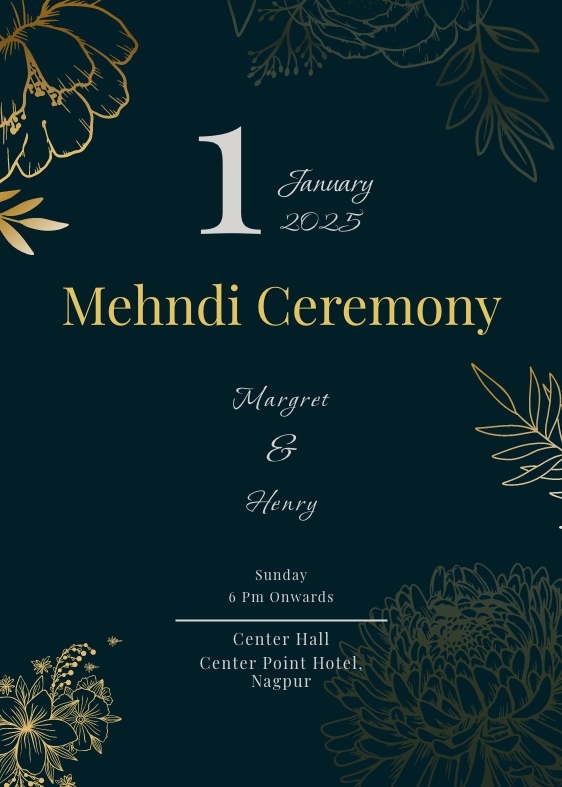 1
January
2025
Mehndi Ceremony
Margret
&
Henry
Sunday
6 Pm Onwards
Center Hall
Center Point Hotel,
Nagpur